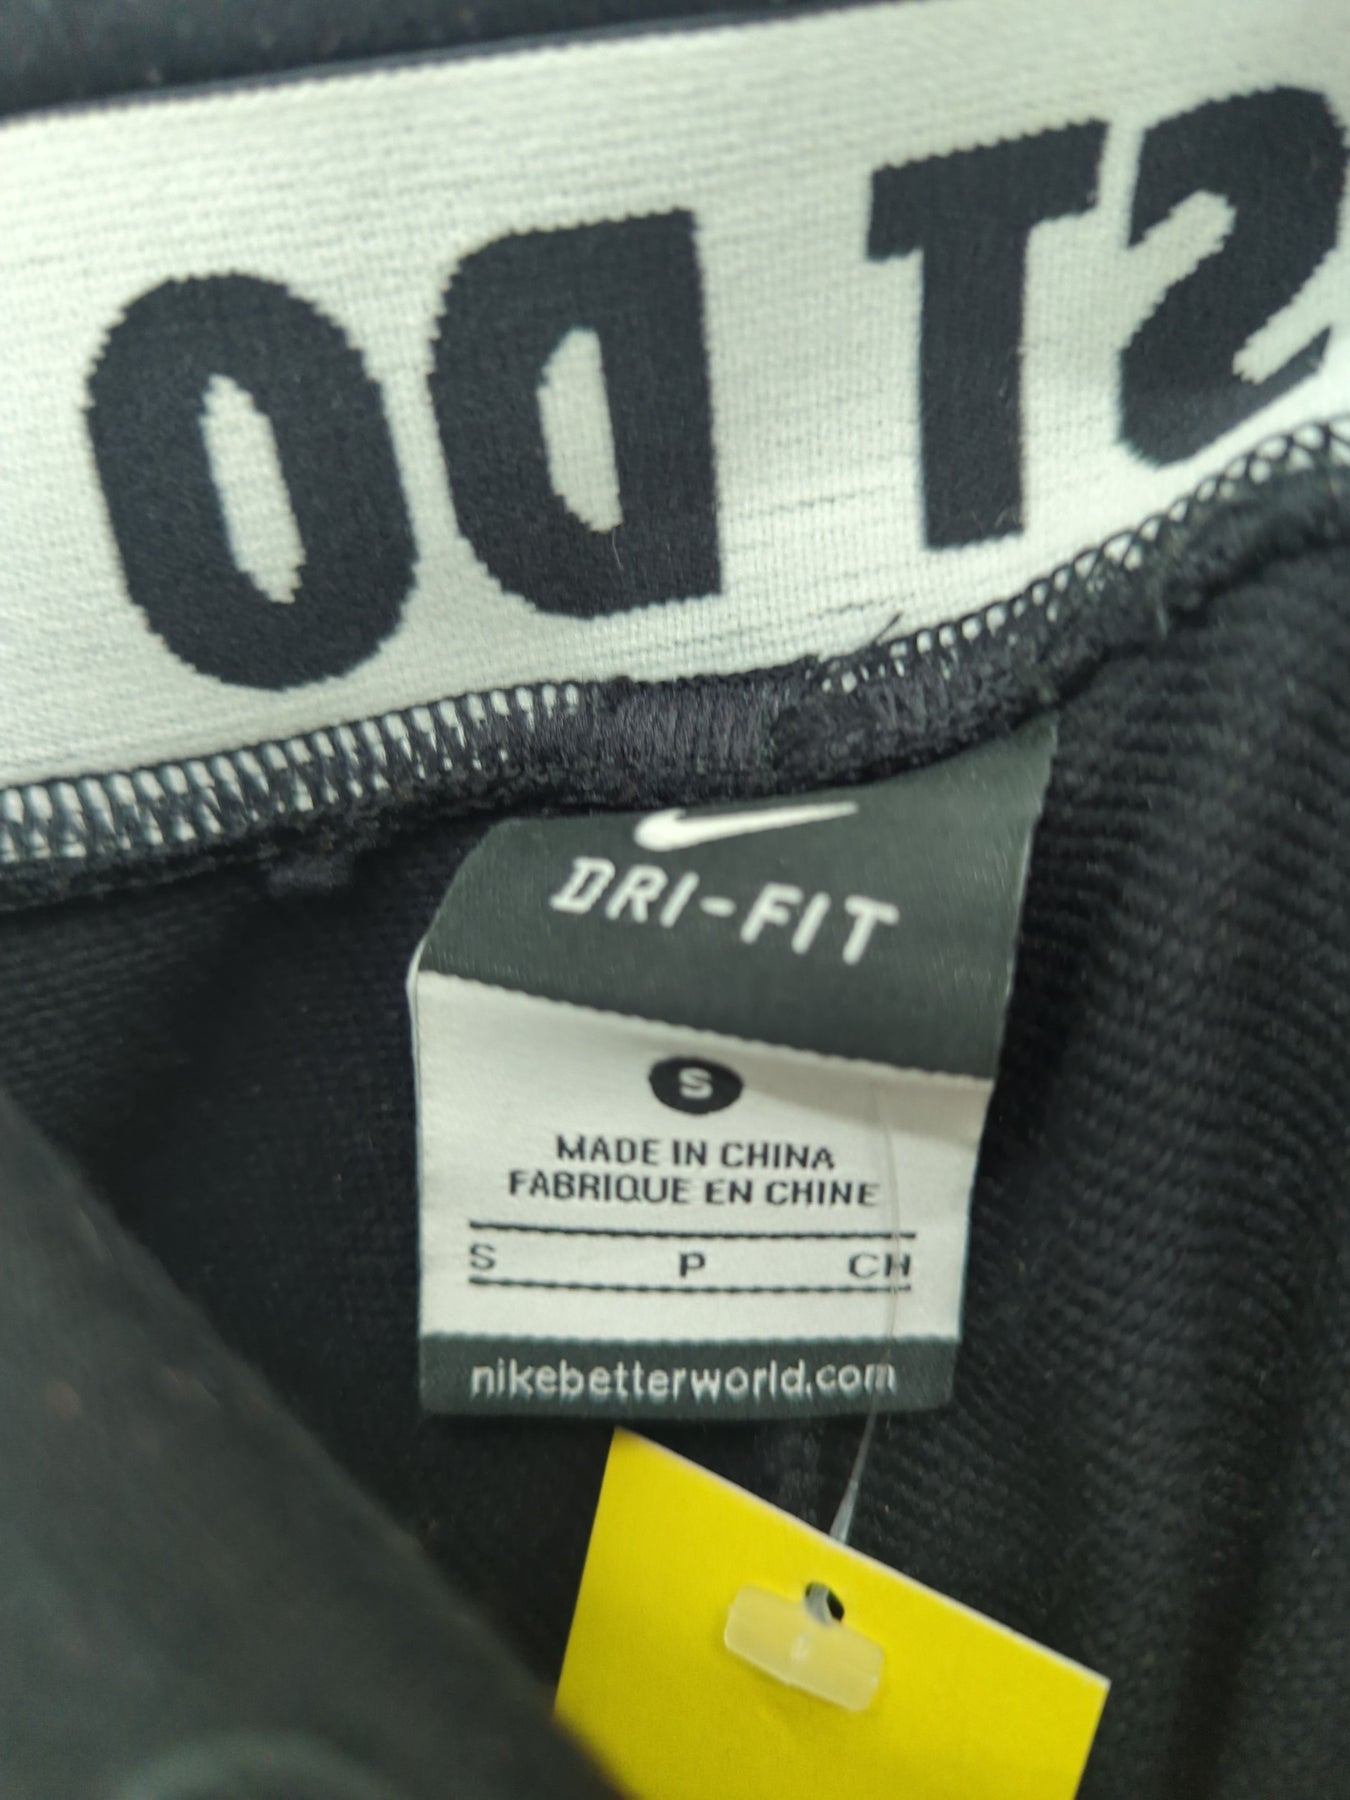 DRI-FIT
S
MADE IN CHINA
FABRIQUE EN CHINE
S P CH
nikebetterworld.com